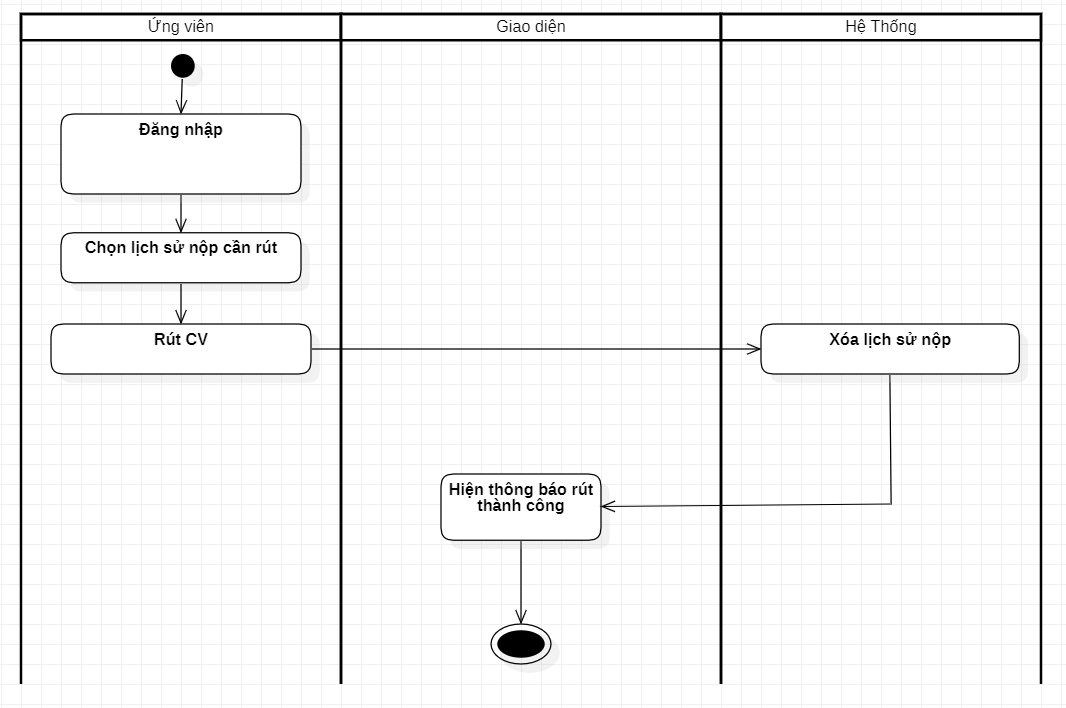 Ứng viên
Giao diện
Hệ Thống
Đăng nhập
Chọn lịch sử nộp cần rút
Rút CV
Xóa lịch sử nộp
Hiện thông báo rút
thành công